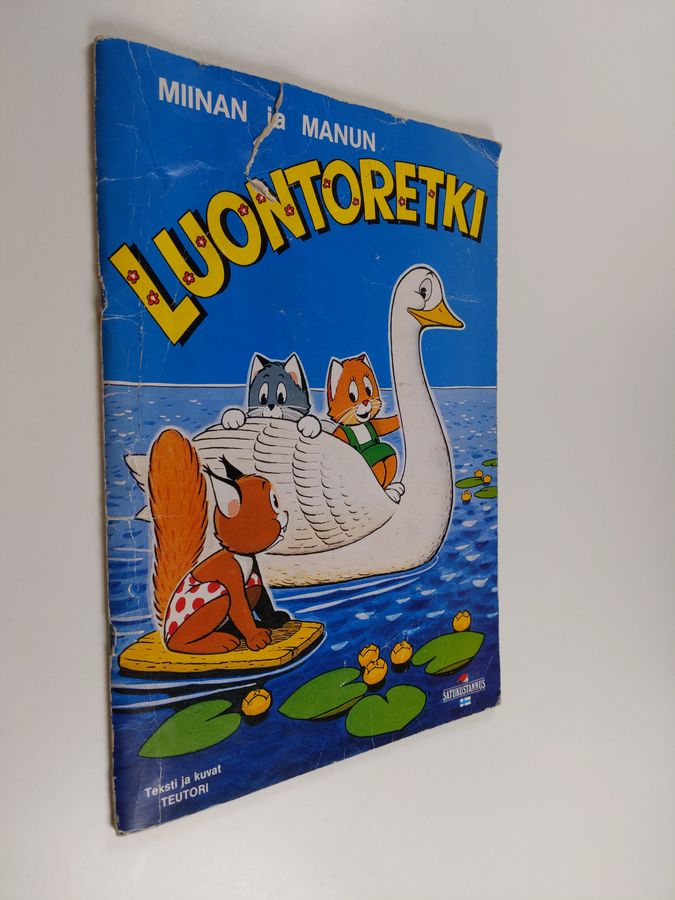 MIINAN ja MANUN
LUONTORETKI
SATUKUSTANNUS
Teksti ja kuvat
TEUTORI